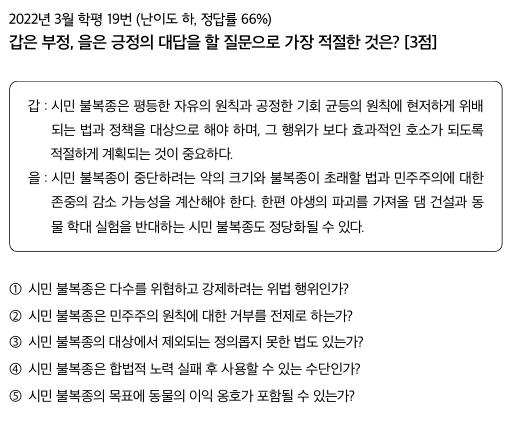 2022년 3월 학평 19번 (난이도 하, 정답률 66%)
갑은 부정, 을은 긍정의 대답을 할 질문으로 가장 적절한 것은? [3점]
갑 : 시민 불복종은 평등한 자유의 원칙과 공정한 기회 균등의 원칙에 현저하게 위배
되는 법과 정책을 대상으로 해야 하며, 그 행위가 보다 효과적인 호소가 되도록
적절하게 계획되는 것이 중요하다.
을 : 시민 불복종이 중단하려는 악의 크기와 불복종이 초래할 법과 민주주의에 대한
존중의 감소 가능성을 계산해야 한다. 한편 야생의 파괴를 가져올 댐 건설과 동
물 학대 실험을 반대하는 시민 불복종도 정당화될 수 있다.
① 시민 불복종은 다수를 위협하고 강제하려는 위법 행위인가?
② 시민 불복종은 민주주의 원칙에 대한 거부를 전제로 하는가?
③ 시민 불복종의 대상에서 제외되는 정의롭지 못한 법도 있는가?
④ 시민 불복종은 합법적 노력 실패 후 사용할 수 있는 수단인가?
⑤ 시민 불복종의 목표에 동물의 이익 옹호가 포함될 수 있는가?